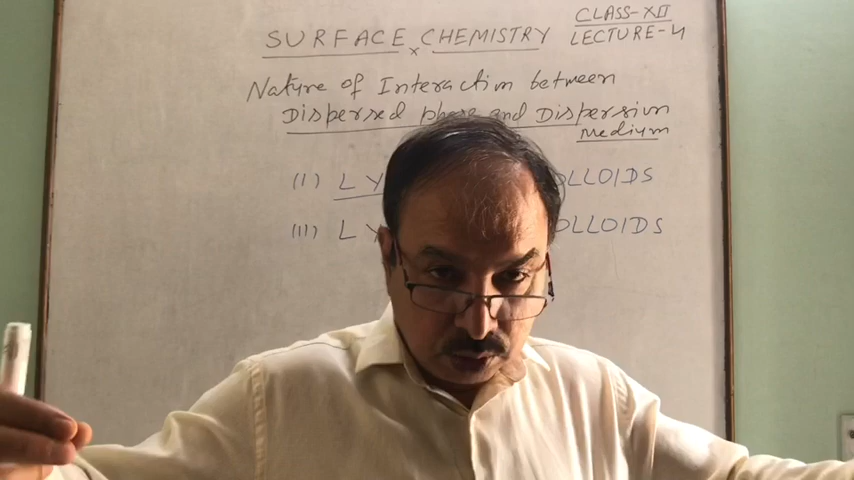 SURFACE CHEMISTRY
CLASS-XII
LECTURE-4
Nature of Interaction between
Dispersed phase and Dispersion
Medium
(I) L Y OLLOIDS
(II) L Y OLLOIDS